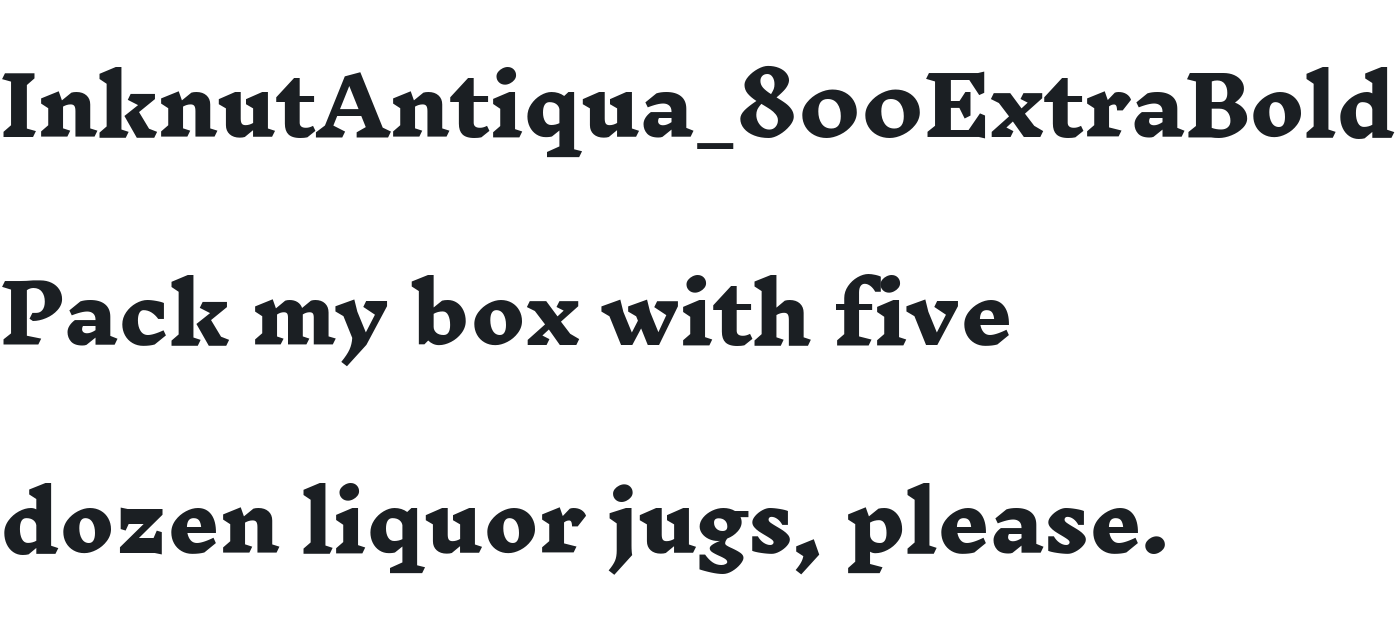 InknutAntiqua_800ExtraBold
Pack my box with five
dozen liquor jugs, please.